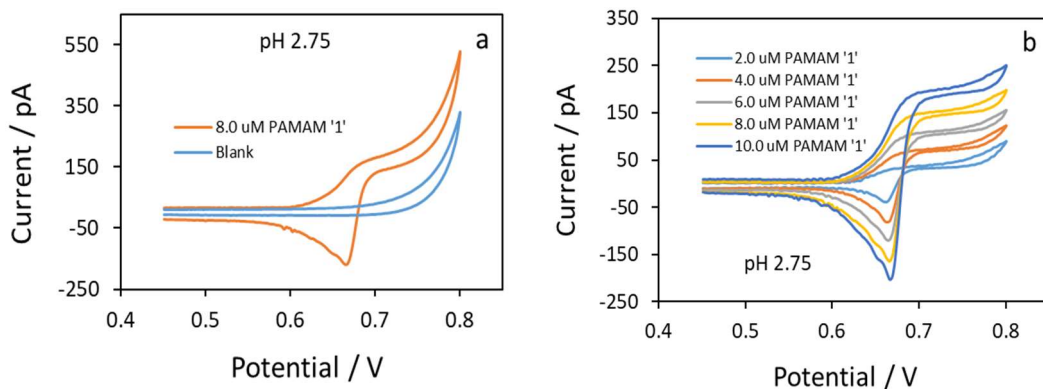 a
pH 2.75
8.0 uM PAMAM '1'
Blank
550
350
150
-50
-250
0.4 0.5 0.6 0.7 0.8
Current / pA
Potential / V
b
2.0 uM PAMAM '1'
4.0 uM PAMAM '1'
6.0 uM PAMAM '1'
8.0 uM PAMAM '1'
10.0 uM PAMAM '1'
pH 2.75
350
250
150
50
-50
-150
-250
0.4 0.5 0.6 0.7 0.8
Current / pA
Potential / V